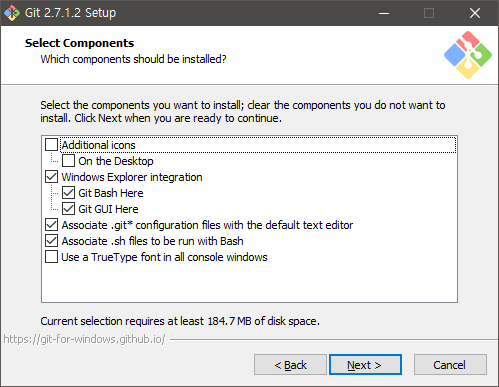 Git 2.7.1.2 Setup
Select Components
Which components should be installed?
Select the components you want to install; clear the components you do not want to
install. Click Next when you are ready to continue.
Additional icons
On the Desktop
Windows Explorer integration
Git Bash Here
Git GUI Here
Associate .git* configuration files with the default text editor
Associate .sh files to be run with Bash
Use a TrueType font in all console windows
Current selection requires at least 184.7 MB of disk space.
https://git-for-windows.github.io/
< Back
Next >
Cancel